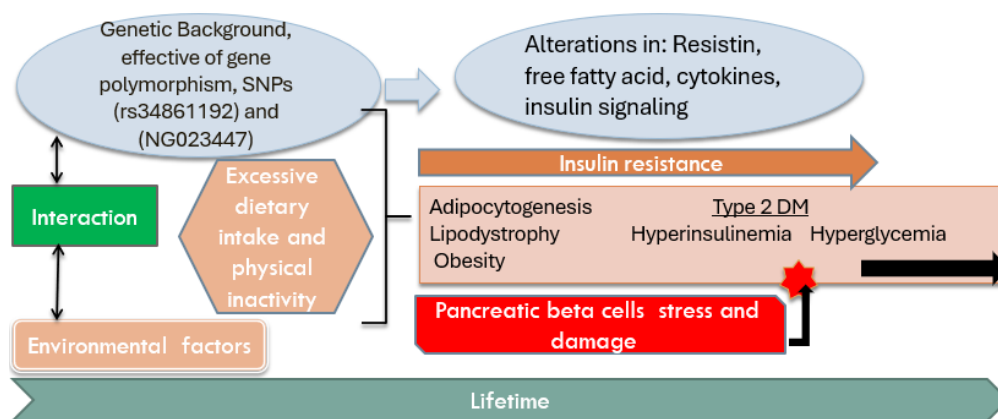 Genetic Background,
effective of gene
polymorphism, SNPs
(rs34861192) and
(NG023447)
Alterations in: Resistin,
free fatty acid, cytokines,
insulin signaling
Interaction
Excessive
dietary
intake and
physical
inactivity
Environmental factors
Insulin resistance
Adipocytogenesis
Lipodystrophy
Obesity
Type 2 DM
Hyperinsulinemia Hyperglycemia
Pancreatic beta cells stress and
damage
Lifetime